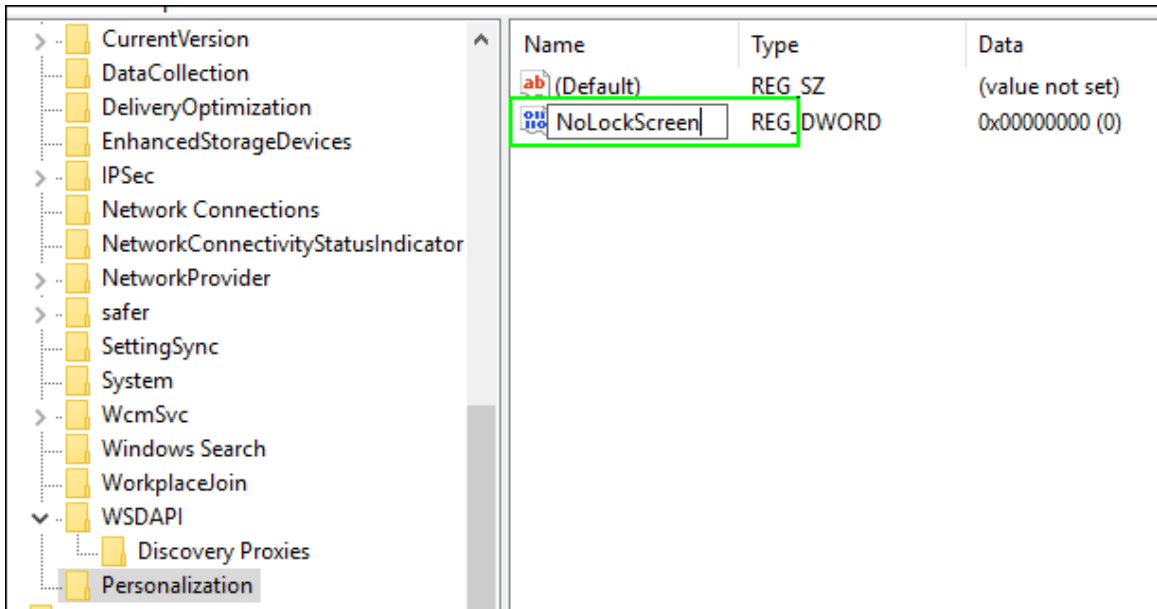 CurrentVersion
DataCollection
DeliveryOptimization
EnhancedStorageDevices
IPSec
Network Connections
NetworkConnectivityStatusIndicator
NetworkProvider
safer
SettingSync
System
WcmSvc
Windows Search
WorkplaceJoin
WSDAPI
Discovery Proxies
Personalization
Name Type Data
(Default) REG_SZ (value not set)
NoLockScreen REG_DWORD 0x00000000 (0)